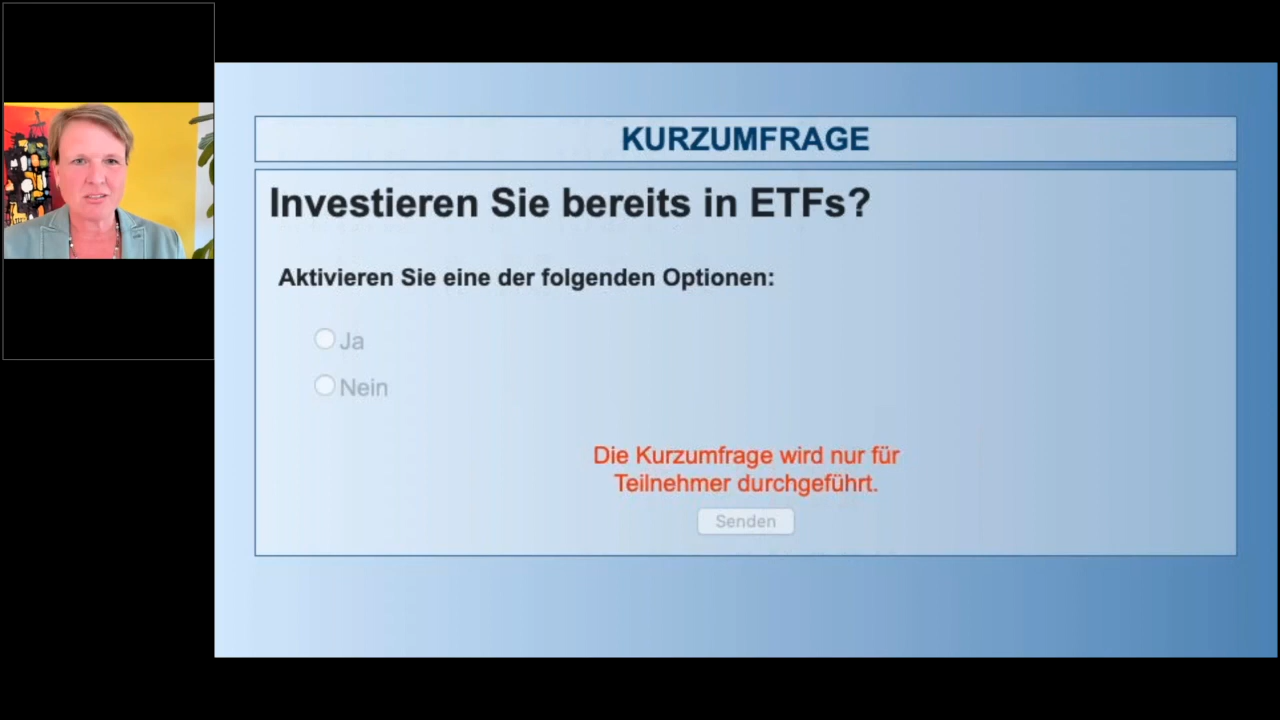 KURZUMFRAGE
Investieren Sie bereits in ETFs?
Aktivieren Sie eine der folgenden Optionen:
Ja
Nein
Die Kurzumfrage wird nur für
Teilnehmer durchgeführt.
Senden